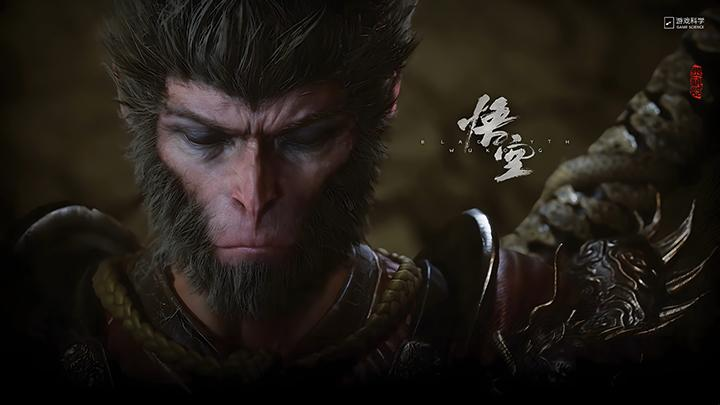 游戏科学
GAME SCIENCE
悟空
BLACK MYTH
WUKONG